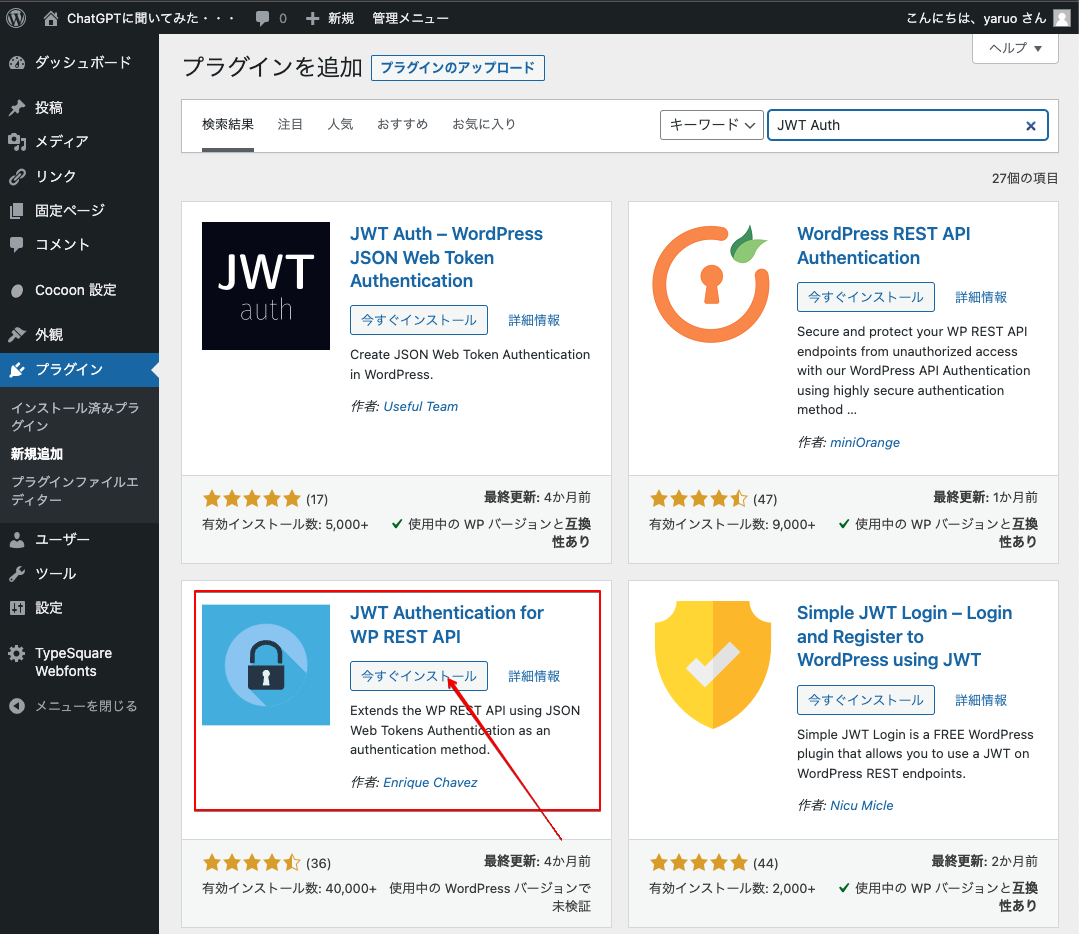 ChatGPTに聞いてみた・・・ 0 新規 管理メニュー こんにちは、yaruo さん
ダッシュボード
投稿
メディア
リンク
固定ページ
コメント
Cocoon 設定
外観
プラグイン
インストール済みプラ
グイン
新規追加
プラグインファイルエ
ディター
ユーザー
ツール
設定
TypeSquare
Webfonts
メニューを閉じる
ヘルプ ▼
プラグインを追加 プラグインのアップロード
検索結果 注目 人気 おすすめ お気に入り キーワード JWT Auth
27個の項目
JWT
auth
JWT Auth – WordPress
JSON Web Token
Authentication
今すぐインストール 詳細情報
Create JSON Web Token Authentication
in WordPress.
作者: Useful Team
(17) 最終更新: 4か月前
有効インストール数: 5,000+ 使用中の WP バージョンと互換
性あり
WordPress REST API
Authentication
今すぐインストール 詳細情報
Secure and protect your WP REST API
endpoints from unauthorized access
with our WordPress API Authentication
using highly secure authentication
method …
作者: miniOrange
(47) 最終更新: 1か月前
有効インストール数: 9,000+ 使用中の WP バージョンと互換
性あり
JWT Authentication for
WP REST API
今すぐインストール 詳細情報
Extends the WP REST API using JSON
Web Tokens Authentication as an
authentication method.
作者: Enrique Chavez
(36) 最終更新: 4か月前
有効インストール数: 40,000+ 使用中の WordPress バージョンで
未検証
Simple JWT Login – Login
and Register to
WordPress using JWT
今すぐインストール 詳細情報
Simple JWT Login is a FREE WordPress
plugin that allows you to use a JWT on
WordPress REST endpoints.
作者: Nicu Micle
(44) 最終更新: 2か月前
有効インストール数: 2,000+ 使用中の WP バージョンと互換
性あり